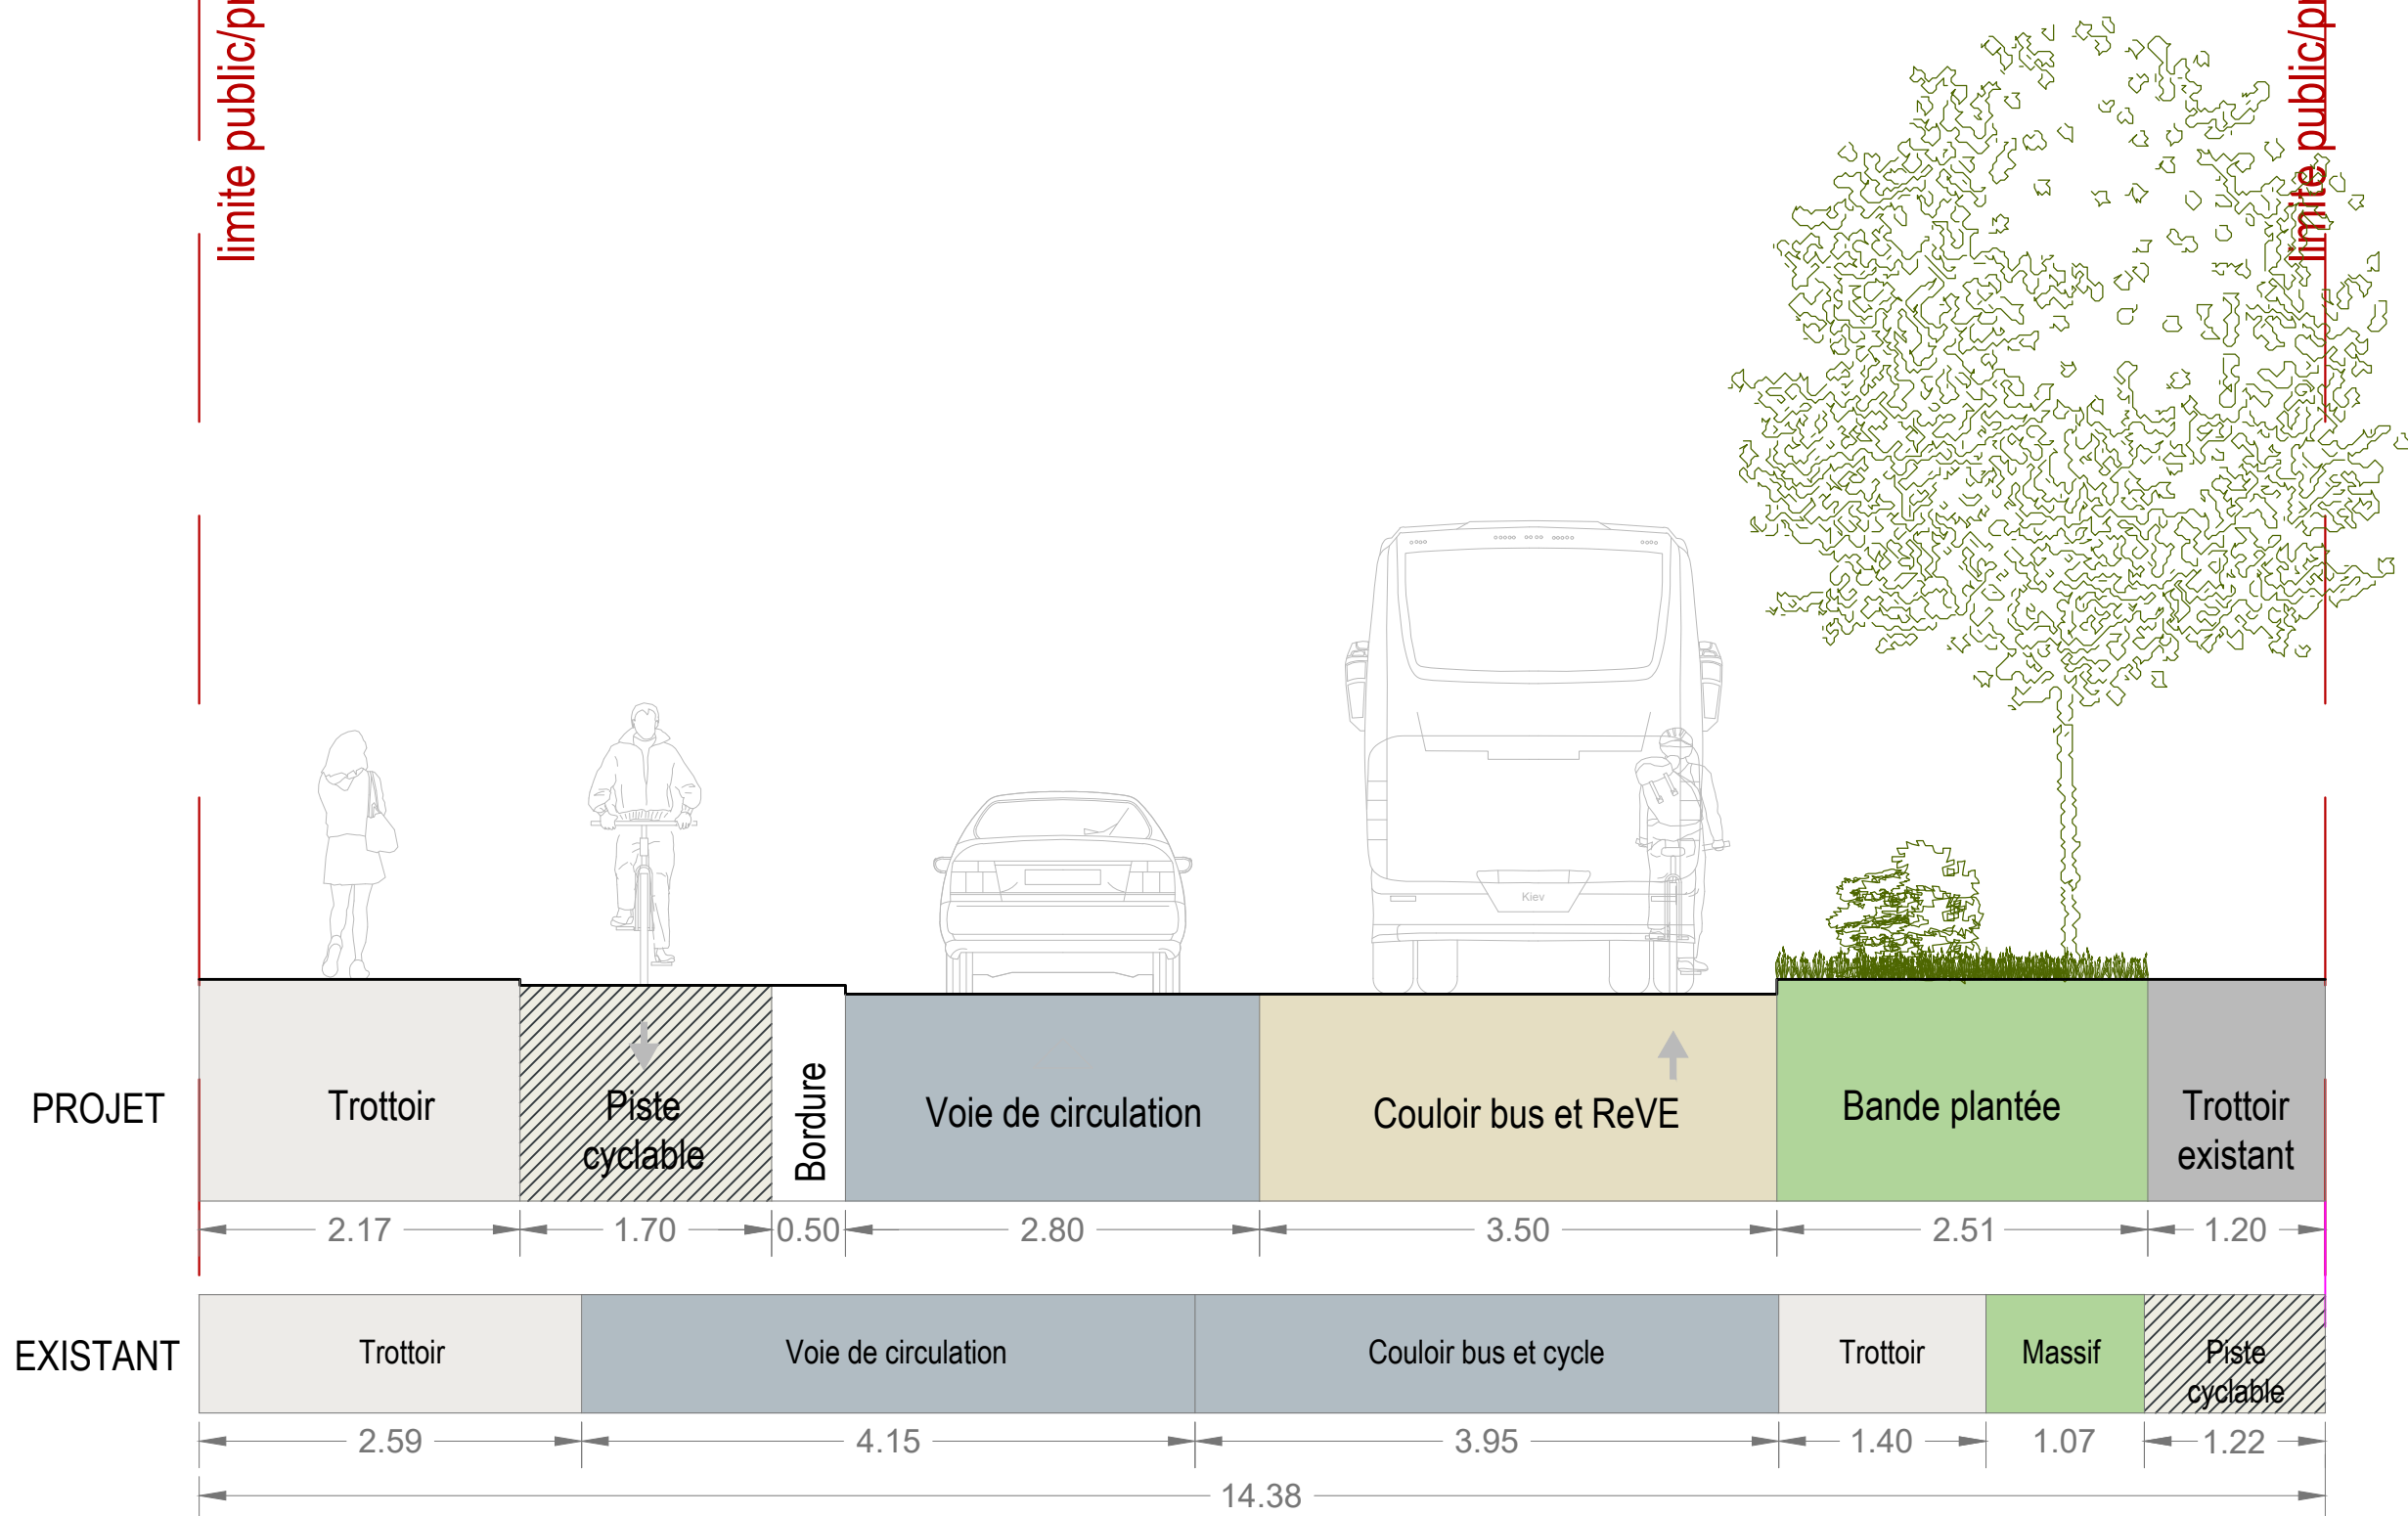 limite public/pr
limite public/pr
Kiev
PROJET
Trottoir
Piste
cyclable
Bordure
Voie de circulation
Couloir bus et ReVE
Bande plantée
Trottoir
existant
2.17
1.70
0.50
2.80
3.50
2.51
1.20
EXISTANT
Trottoir
Voie de circulation
Couloir bus et cycle
Trottoir
Massif
Piste
cyclable
2.59
4.15
3.95
1.40
1.07
1.22
14.38